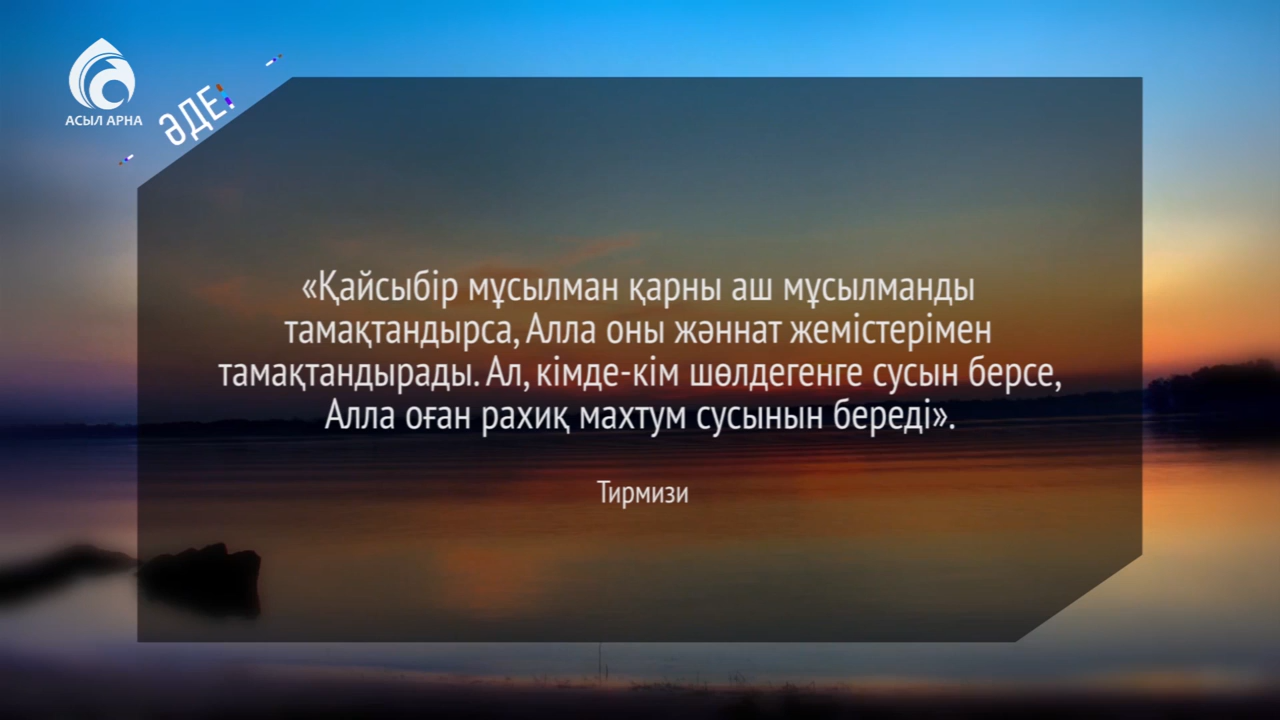 АСЫЛ АРНА
ӘДЕ
«Қайсыбір мұсылман қарны аш мұсылманды
тамақтандырса, Алла оны жәннат жемістерімен
тамақтандырады. Ал, кімде-кім шөлдегенге сусын берсе,
Алла оған рахиқ махтум сусынын береді».
Тирмизи